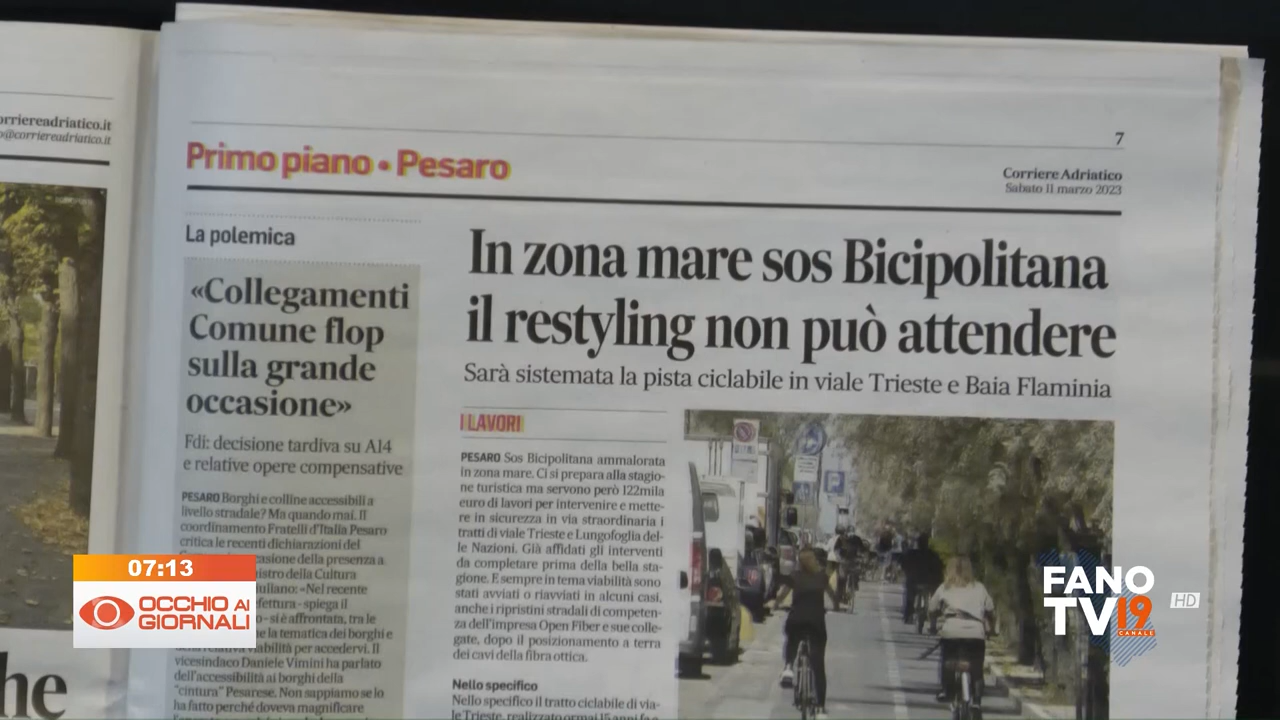 orriereadriatico.it
@corriereadriatico.it
7
Primo piano • Pesaro
Corriere Adriatico
Sabato 11 marzo 2023
La polemica
«Collegamenti
Comune flop
sulla grande
occasione»
Fdi: decisione tardiva su A14
e relative opere compensative
PESARO Borghi e colline accessibili a
livello stradale? Ma quando mai. Il
coordinamento Fratelli d'Italia Pesaro
critica le recenti dichiarazioni del
casione della presenza a
nistro della Cultura
uliano: «Nel recente
efettura - spiega il
o - si è affrontata, tra le
he la tematica dei borghi e
della relativa viabilità per accedervi. Il
vicesindaco Daniele Vimini ha parlato
dell'accessibilità ai borghi della
"cintura" Pesarese. Non sappiamo se lo
ha fatto perché doveva magnificare
In zona mare sos Bicipolitana
il restyling non può attendere
Sarà sistemata la pista ciclabile in viale Trieste e Baia Flaminia
I LAVORI
PESARO Sos Bicipolitana ammalorata
in zona mare. Ci si prepara alla stagio-
ne turistica ma servono però 122mila
euro di lavori per intervenire e mette-
re in sicurezza in via straordinaria i
tratti di viale Trieste e Lungofoglia del-
le Nazioni. Già affidati gli interventi
da completare prima della bella sta-
gione. E sempre in tema viabilità sono
stati avviati o riavviati in alcuni casi,
anche i ripristini stradali di competen-
za dell'impresa Open Fiber e sue colle-
gate, dopo il posizionamento a terra
dei cavi della fibra ottica.
Nello specifico
Nello specifico il tratto ciclabile di via-
le Trieste, realizzato ormai 15 anni fa e
he
07:13
OCCHIO AI
GIORNALI
FANO
TV 19
CANALE
HD